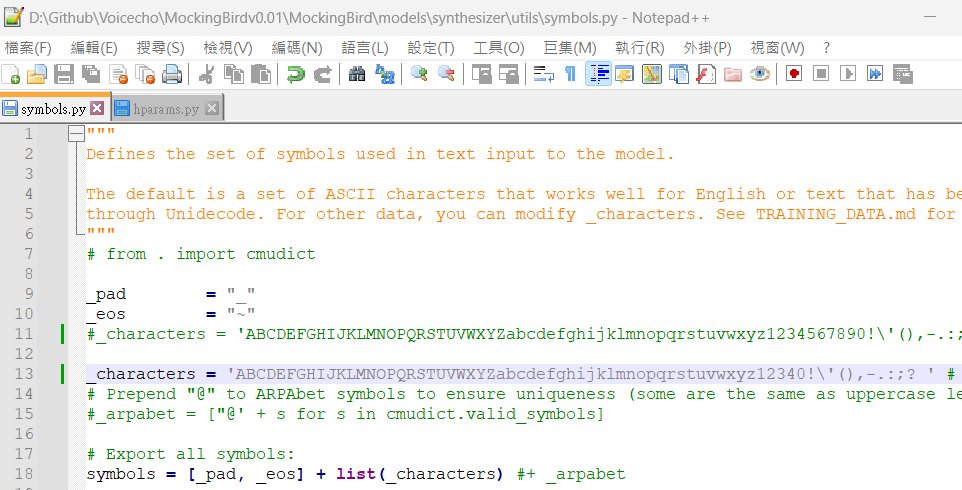 D:\Github\Voicecho\MockingBirdv0.01\MockingBird\models\synthesizer\utils\symbols.py - Notepad++
檔案(F) 編輯(E) 搜尋(S) 檢視(V) 編碼(N) 語言(L) 設定(T) 工具(O) 巨集(M) 執行(R) 外掛(P) 視窗(W) ?
symbols.py hparams.py
1 """
2 Defines the set of symbols used in text input to the model.
3
4 The default is a set of ASCII characters that works well for English or text that has be
5 through Unidecode. For other data, you can modify _characters. See TRAINING_DATA.md for
6 """
7 # from . import cmudict
8
9 _pad        = "_"
10 _eos        = "~"
11 #_characters = 'ABCDEFGHIJKLMNOPQRSTUVWXYZabcdefghijklmnopqrstuvwxyz1234567890!\'(),-.:;
12
13 _characters = 'ABCDEFGHIJKLMNOPQRSTUVWXYZabcdefghijklmnopqrstuvwxyz12340!\'(),-.:;? ' #
14 # Prepend "@" to ARPAbet symbols to ensure uniqueness (some are the same as uppercase le
15 #_arpabet = ["@' + s for s in cmudict.valid_symbols]
16
17 # Export all symbols:
18 symbols = [_pad, _eos] + list(_characters) #+ _arpabet